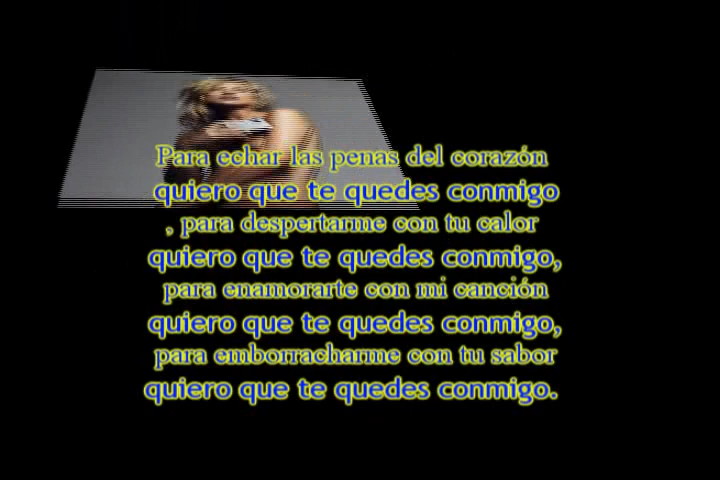 Para echar las penas del corazón
quiero que te quedes conmigo
, para despertarme con tu calor
quiero que te quedes conmigo,
para enamorarte con mi canción
quiero que te quedes conmigo,
para emborracharme con tu sabor
quiero que te quedes conmigo.